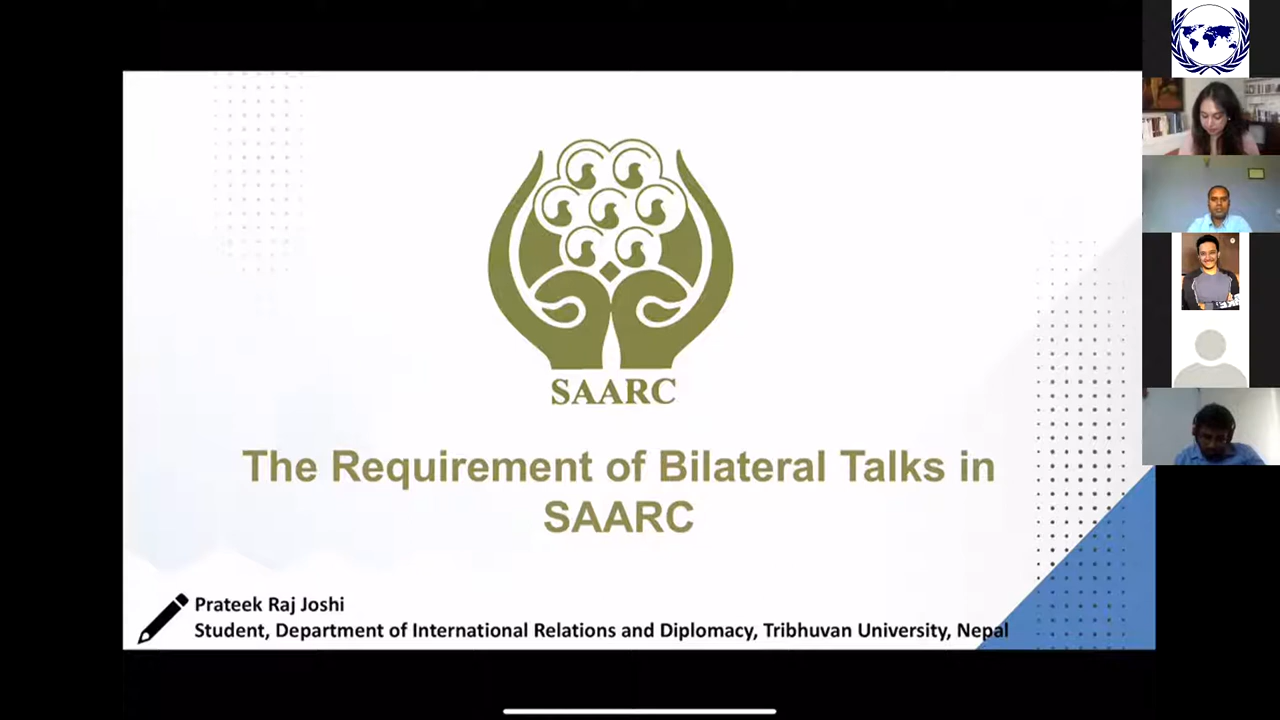 SAARC
The Requirement of Bilateral Talks in
SAARC
Prateek Raj Joshi
Student, Department of International Relations and Diplomacy, Tribhuvan University, Nepal